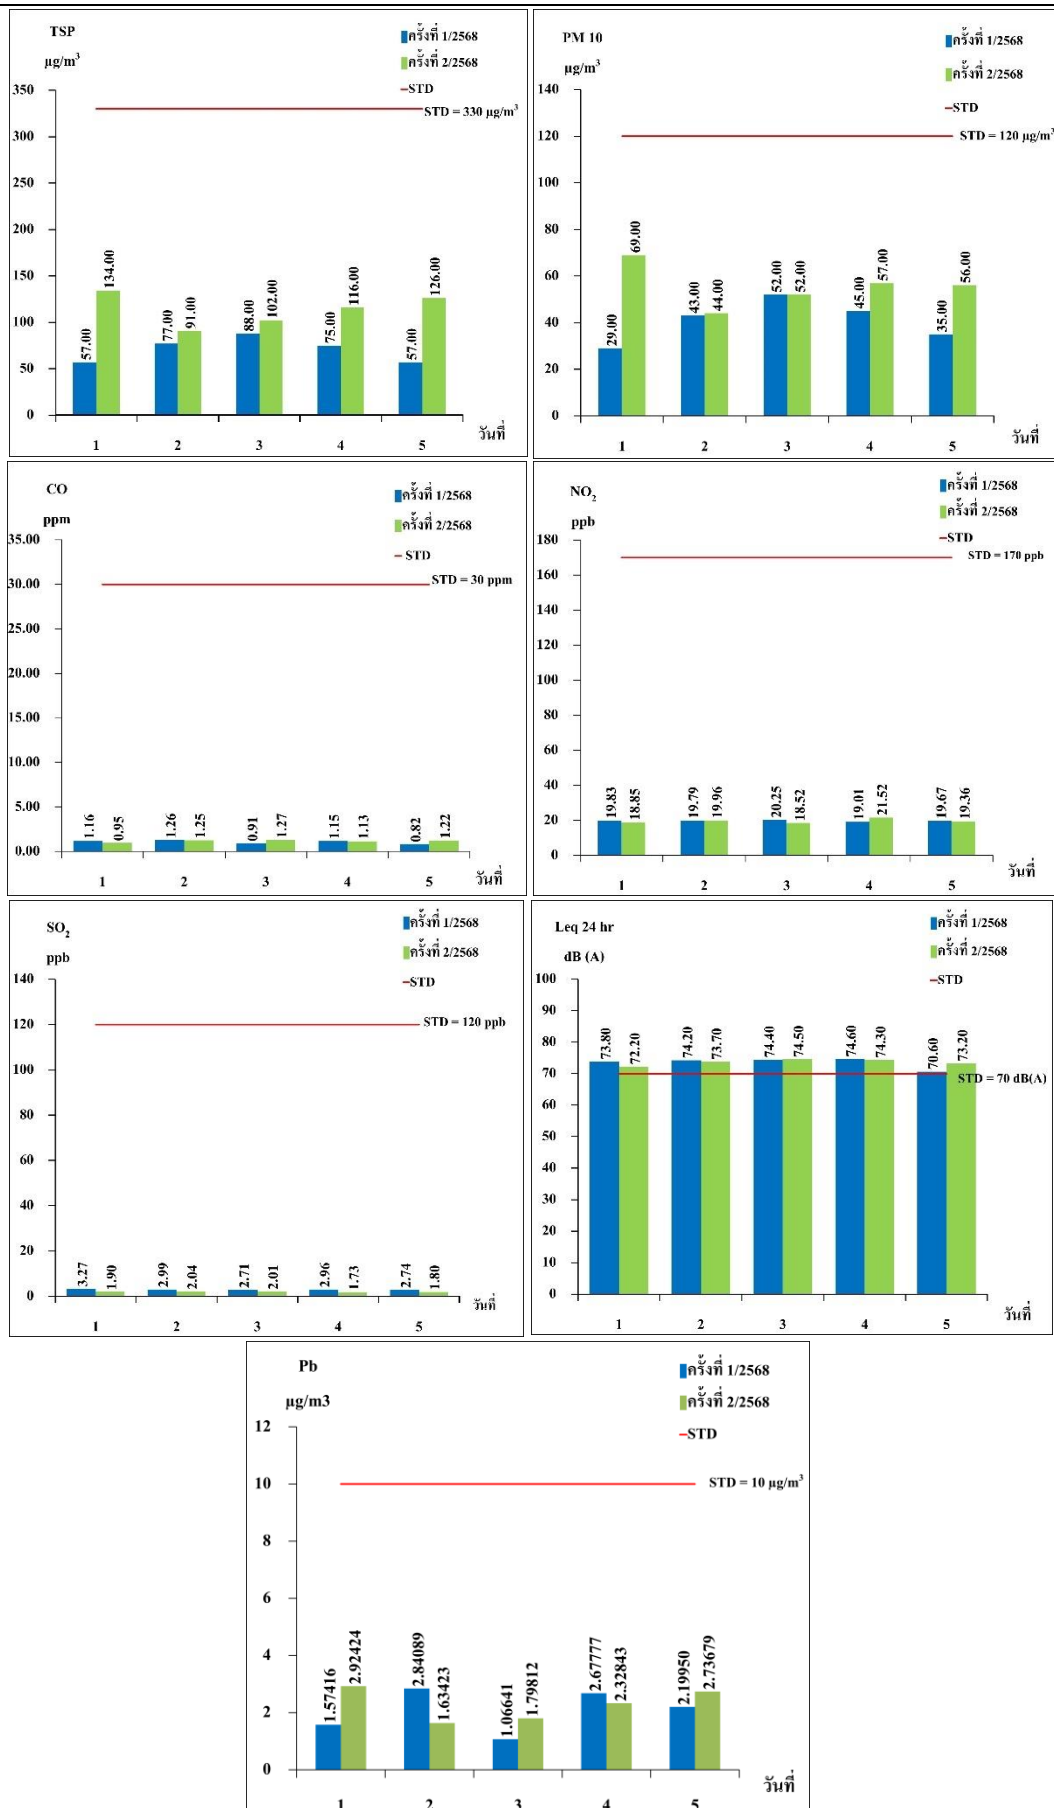 TSP
µg/m³
ครั้งที่ 1/2568
ครั้งที่ 2/2568
STD
STD = 330 µg/m³
350
300
250
200
150
100
50
0
57.00
134.00
77.00
91.00
88.00
102.00
75.00
116.00
57.00
126.00
1 2 3 4 5
วันที่
PM 10
µg/m³
ครั้งที่ 1/2568
ครั้งที่ 2/2568
STD
STD = 120 µg/m³
140
120
100
80
60
40
20
0
29.00
69.00
43.00
44.00
52.00
52.00
45.00
57.00
35.00
56.00
1 2 3 4 5
วันที่
CO
ppm
ครั้งที่ 1/2568
ครั้งที่ 2/2568
STD
STD = 30 ppm
35.00
30.00
25.00
20.00
15.00
10.00
5.00
0.00
1.16
0.95
1.26
1.25
0.91
1.27
1.15
1.13
0.82
1.22
1 2 3 4 5
วันที่
NO₂
ppb
ครั้งที่ 1/2568
ครั้งที่ 2/2568
STD
STD = 170 ppb
180
160
140
120
100
80
60
40
20
0
19.83
18.85
19.79
19.96
20.25
18.52
19.01
21.52
19.67
19.36
1 2 3 4 5
วันที่
SO₂
ppb
ครั้งที่ 1/2568
ครั้งที่ 2/2568
STD
STD = 120 ppb
140
120
100
80
60
40
20
0
3.27
1.90
2.99
2.04
2.71
2.01
2.96
1.73
2.74
1.80
1 2 3 4 5
วันที่
Leq 24 hr
dB (A)
ครั้งที่ 1/2568
ครั้งที่ 2/2568
STD
STD = 70 dB(A)
100
90
80
70
60
50
40
30
20
10
0
73.80
72.20
74.20
73.70
74.40
74.50
74.60
74.30
70.60
73.20
1 2 3 4 5
วันที่
Pb
µg/m3
ครั้งที่ 1/2568
ครั้งที่ 2/2568
STD
STD = 10 µg/m³
12
10
8
6
4
2
0
1.57416
2.92424
2.84089
1.63423
1.06641
1.79812
2.67777
2.32843
2.19950
2.73679
1 2 3 4 5
วันที่